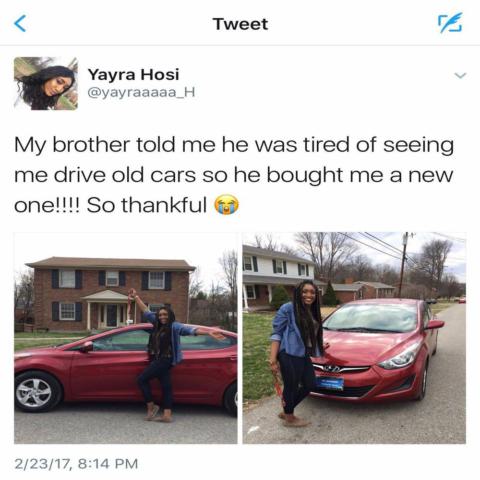 Tweet
Yayra Hosi
@yayraaaaa_H
My brother told me he was tired of seeing
me drive old cars so he bought me a new
one!!!! So thankful 😭
2/23/17, 8:14 PM